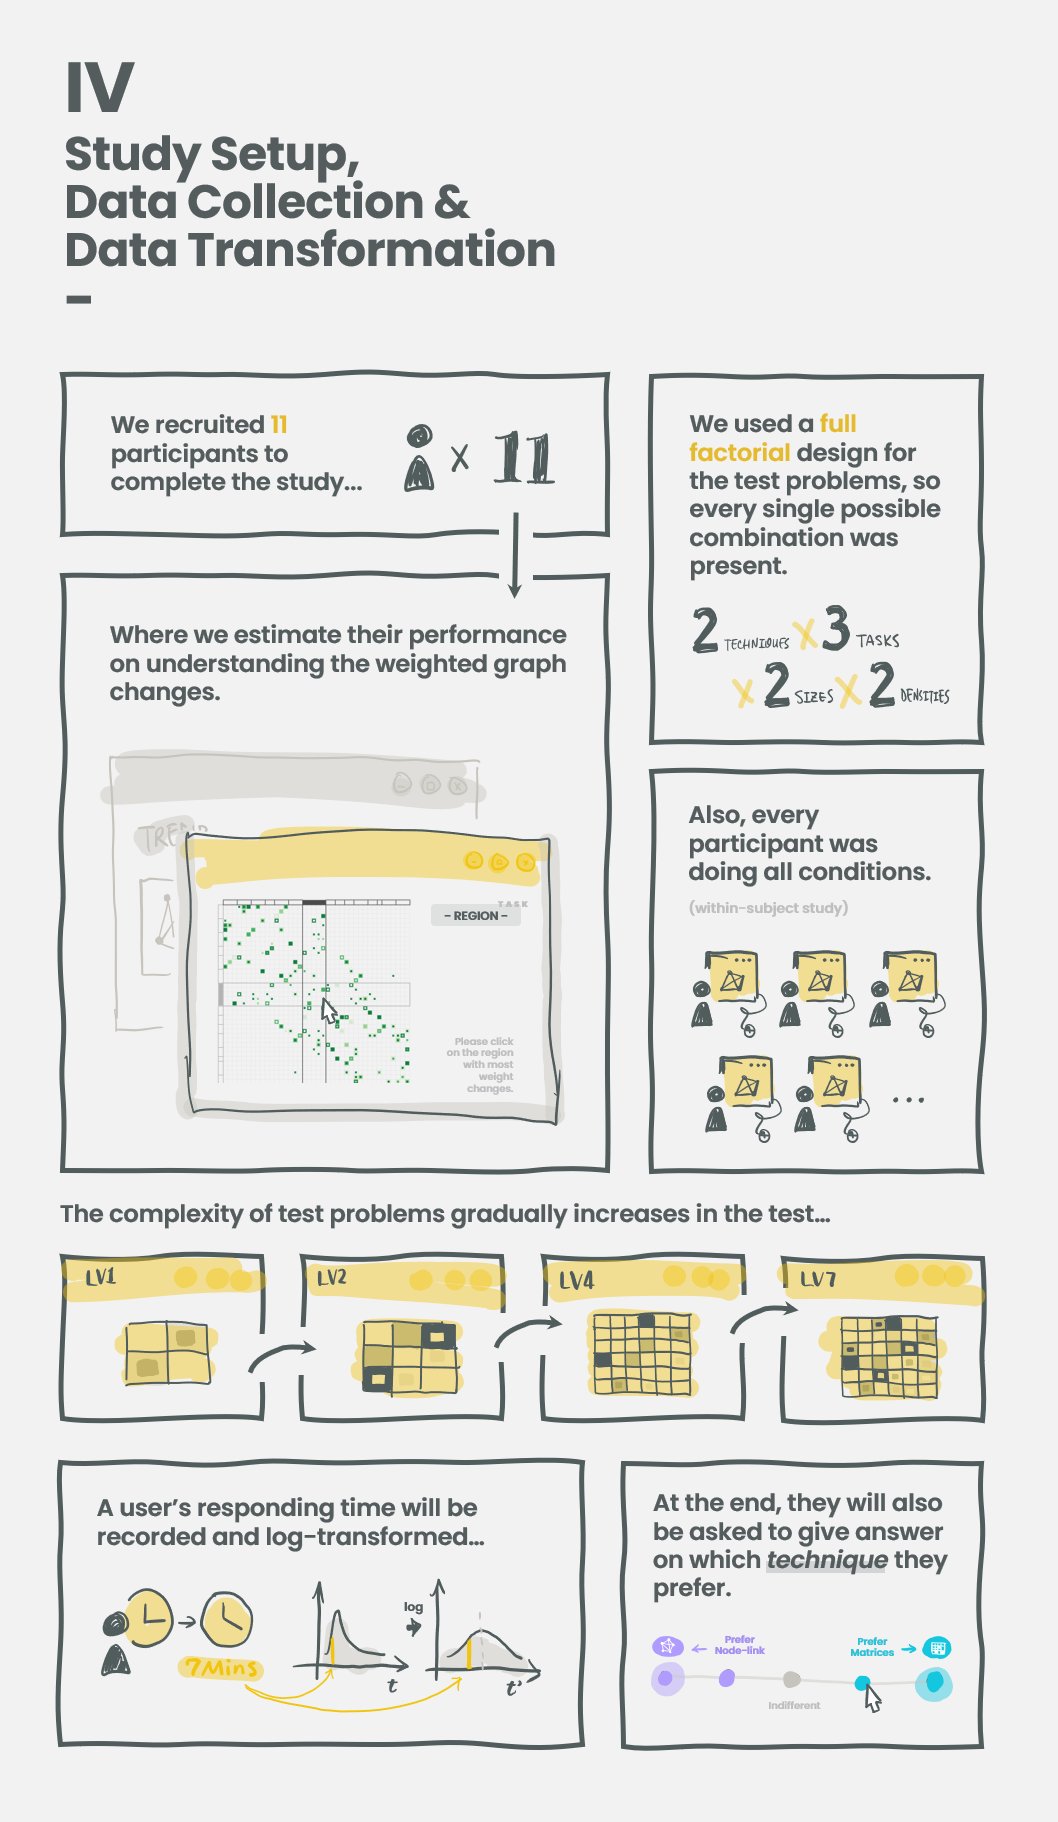 IV
Study Setup,
Data Collection &
Data Transformation
–
We recruited 11
participants to
complete the study...
x 11
We used a full
factorial design for
the test problems, so
every single possible
combination was
present.
2 TECHNIQUES X 3 TASKS
X 2 SIZES X 2 DENSITIES
Where we estimate their performance
on understanding the weighted graph
changes.
TREND
TASK
– REGION –
Please click
on the region
with most
weight
changes.
Also, every
participant was
doing all conditions.
(within-subject study)
...
The complexity of test problems gradually increases in the test...
LV1
LV2
LV4
LV7
A user's responding time will be
recorded and log-transformed...
7Mins
log
t
t'
At the end, they will also
be asked to give answer
on which technique they
prefer.
Prefer
Node-link
Prefer
Matrices
Indifferent